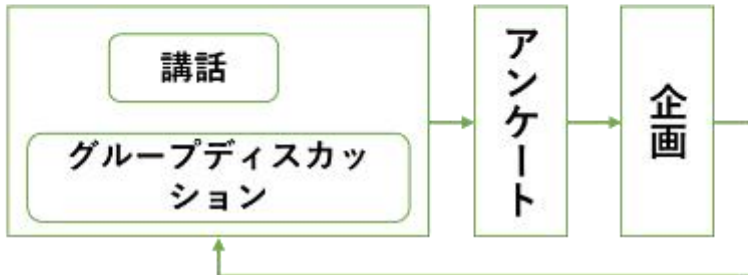 講話
グループディスカッ
ション
アンケート
企画